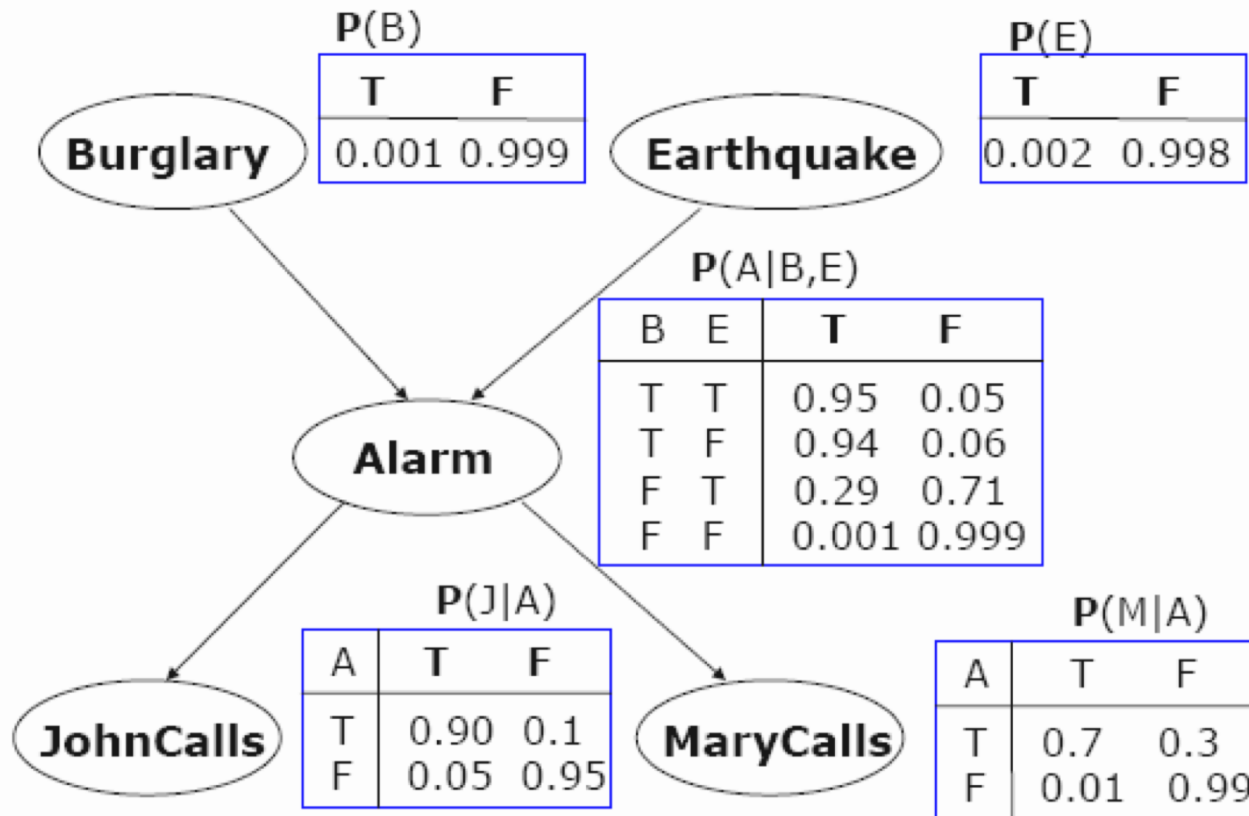 P(B)
T F
0.001 0.999
P(E)
T F
0.002 0.998
Burglary
Earthquake
P(A|B,E)
B E T F
T T 0.95 0.05
T F 0.94 0.06
F T 0.29 0.71
F F 0.001 0.999
Alarm
P(J|A)
A T F
T 0.90 0.1
F 0.05 0.95
P(M|A)
A T F
T 0.7 0.3
F 0.01 0.99
JohnCalls
MaryCalls